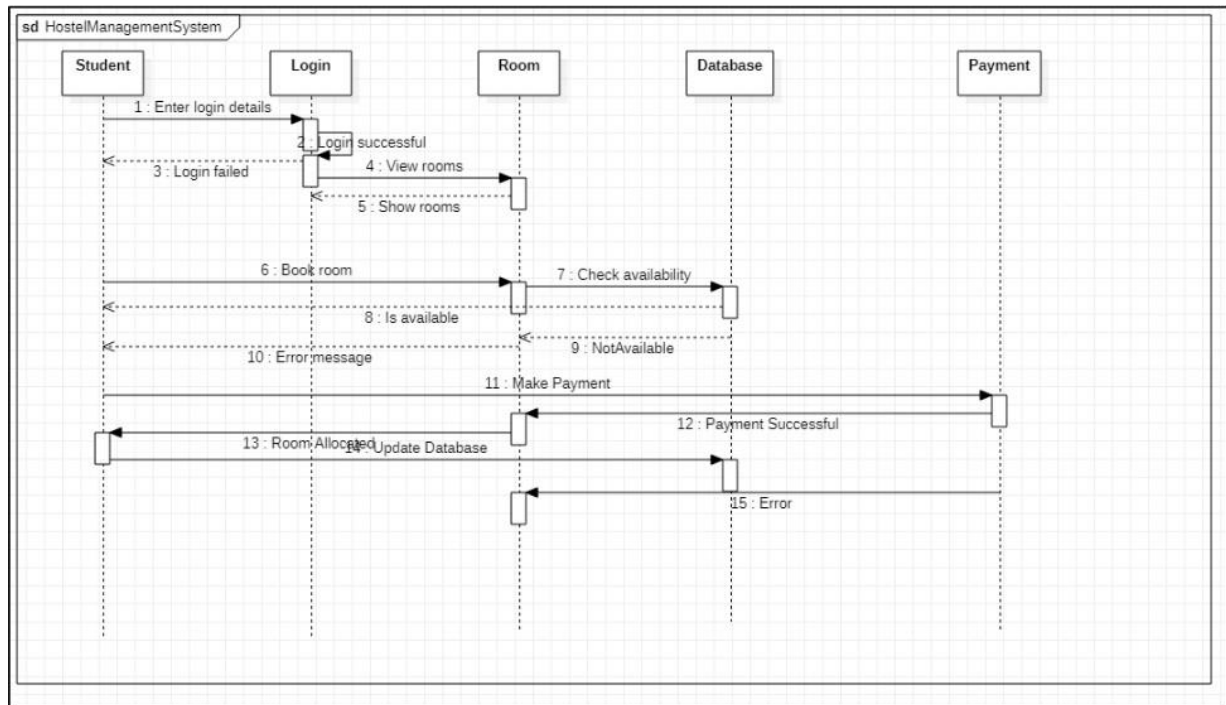 sd HostelManagementSystem
Student
Login
Room
Database
Payment
1 : Enter login details
2 : Login successful
3 : Login failed
4 : View rooms
5 : Show rooms
6 : Book room
7 : Check availability
8 : Is available
9 : NotAvailable
10 : Error message
11 : Make Payment
12 : Payment Successful
13 : Room Allocated
14 : Update Database
15 : Error